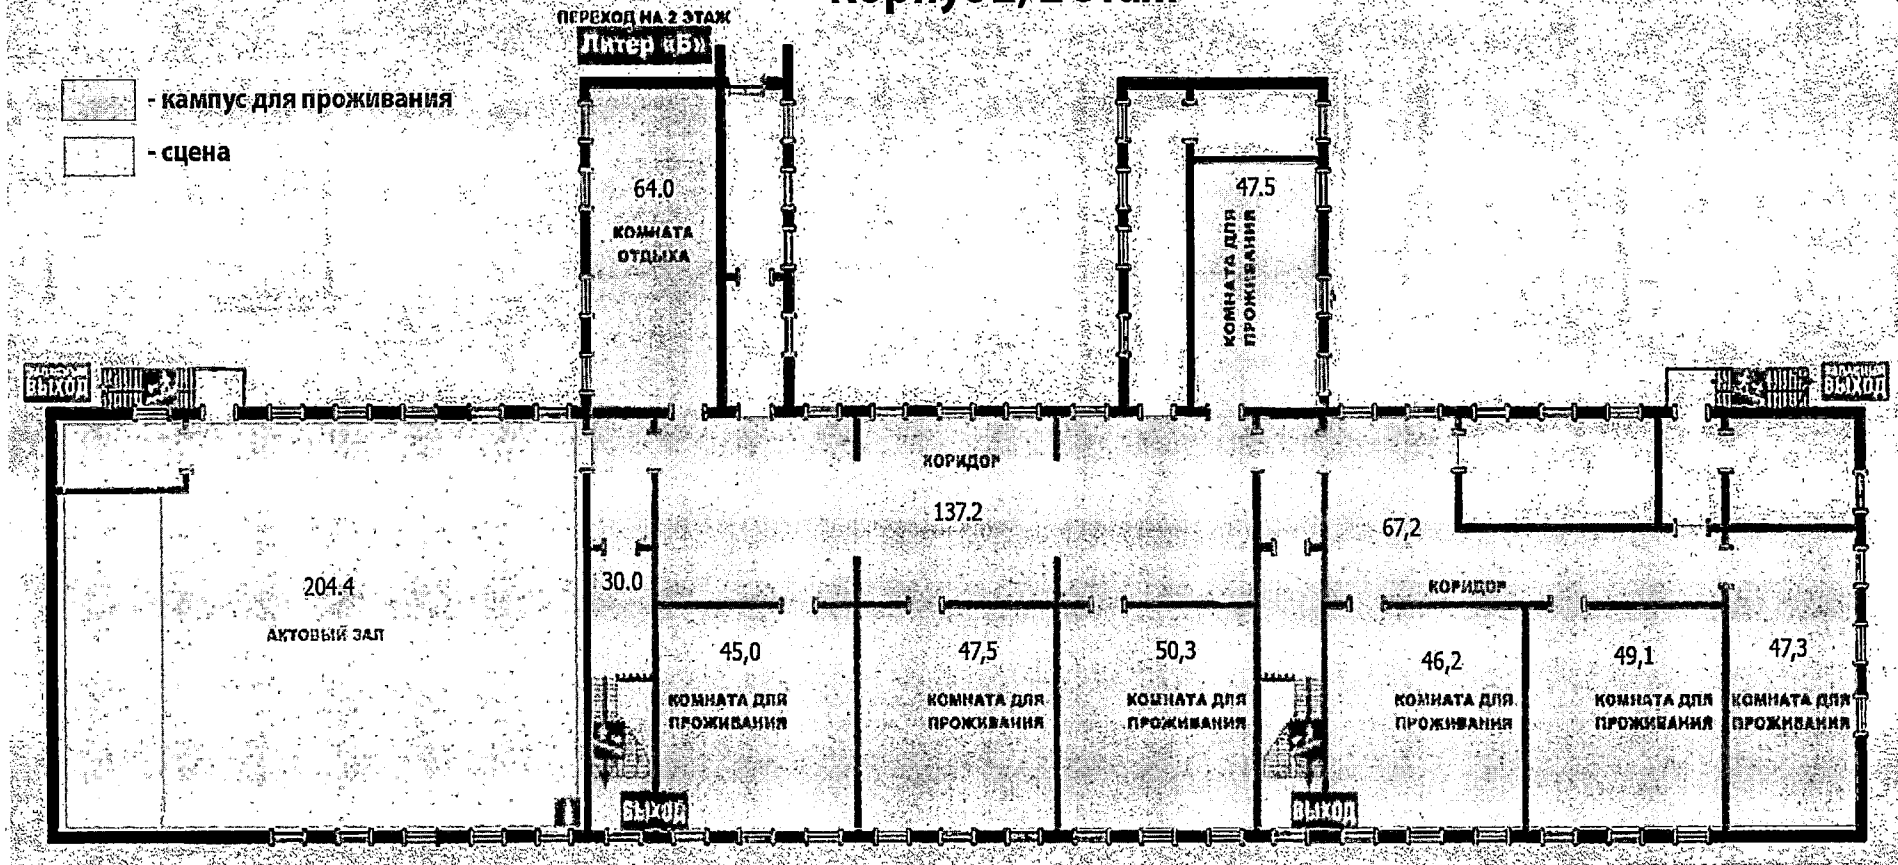 ПЕРЕХОД НА 2 ЭТАЖ
Литер «Б»
- кампус для проживания
- сцена
64.0
КОМНАТА
ОТДЫХА
47.5
КОМНАТА ДЛЯ
ПРОЖИВАНИЯ
ЗАПАСНЫЙ
ВЫХОД
ЗАПАСНЫЙ
ВЫХОД
КОРИДОР
137.2
67,2
КОРИДОР
204.4
АКТОВЫЙ ЗАЛ
30.0
45,0
КОМНАТА ДЛЯ
ПРОЖИВАНИЯ
47,5
КОМНАТА ДЛЯ
ПРОЖИВАНИЯ
50,3
КОМНАТА ДЛЯ
ПРОЖИВАНИЯ
46,2
КОМНАТА ДЛЯ
ПРОЖИВАНИЯ
49,1
КОМНАТА ДЛЯ
ПРОЖИВАНИЯ
47,3
КОМНАТА ДЛЯ
ПРОЖИВАНИЯ
ВЫХОД
ВЫХОД